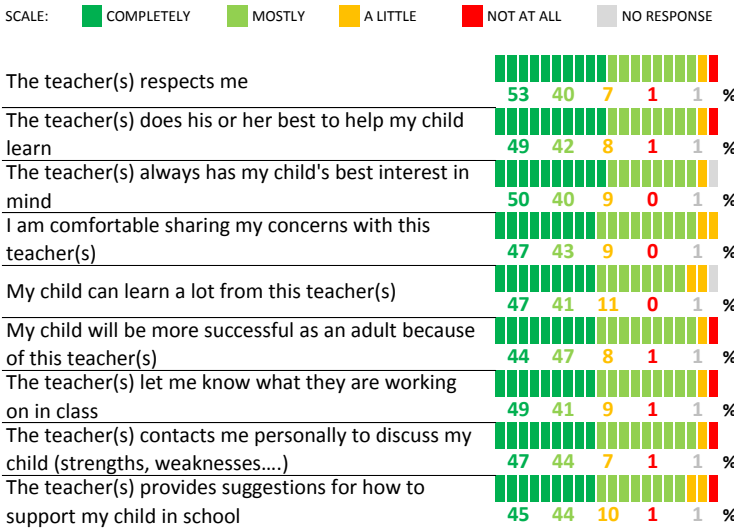 SCALE: COMPLETELY MOSTLY A LITTLE NOT AT ALL NO RESPONSE
The teacher(s) respects me
53 40 7 1 1 %
The teacher(s) does his or her best to help my child
learn
49 42 8 1 1 %
The teacher(s) always has my child's best interest in
mind
50 40 9 0 1 %
I am comfortable sharing my concerns with this
teacher(s)
47 43 9 0 1 %
My child can learn a lot from this teacher(s)
47 41 11 0 1 %
My child will be more successful as an adult because
of this teacher(s)
44 47 8 1 1 %
The teacher(s) let me know what they are working
on in class
49 41 9 1 1 %
The teacher(s) contacts me personally to discuss my
child (strengths, weaknesses....)
47 44 7 1 1 %
The teacher(s) provides suggestions for how to
support my child in school
45 44 10 1 1 %